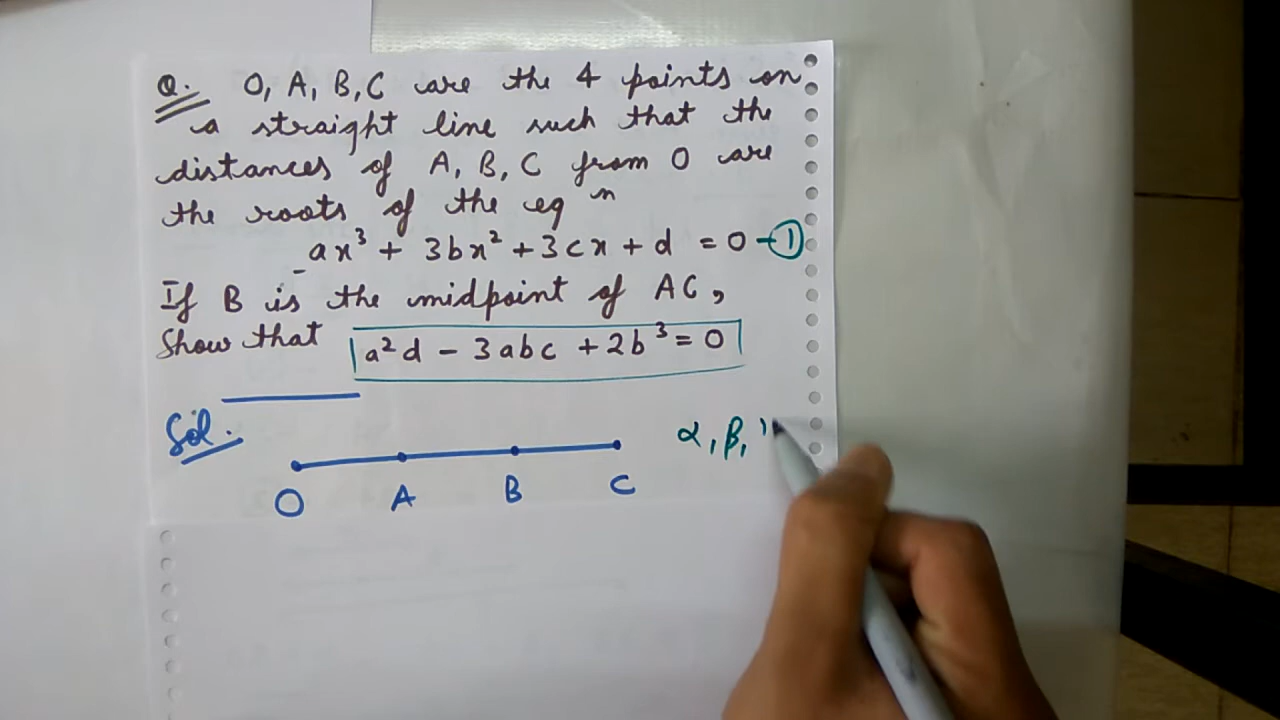 Q. O, A, B, C are the 4 points on
a straight line such that the
distances of A, B, C from O are
the roots of the eqⁿ
ax³ + 3bx² + 3cx + d = 0 - ①
If B is the midpoint of AC,
Show that a²d - 3abc + 2b³ = 0
Sol.
α, β,
O A B C